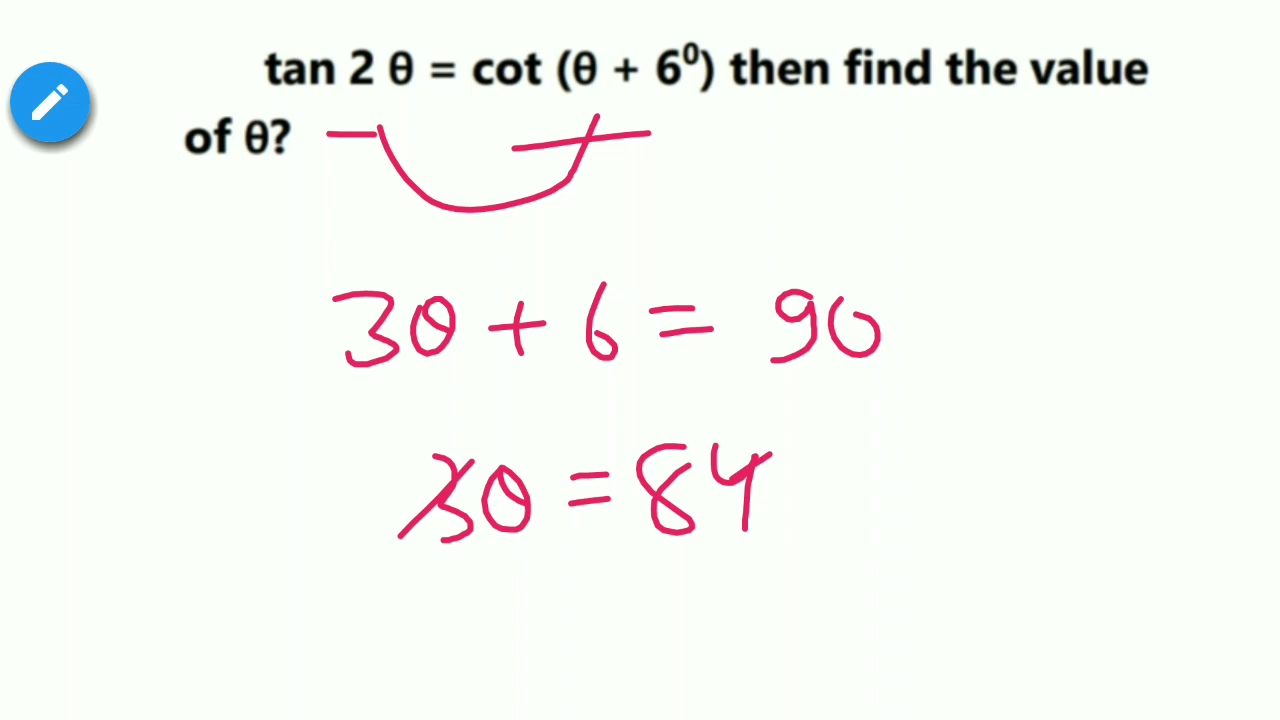 tan 2 θ = cot (θ + 6⁰) then find the value
of θ?
3θ + 6 = 90
3θ = 84